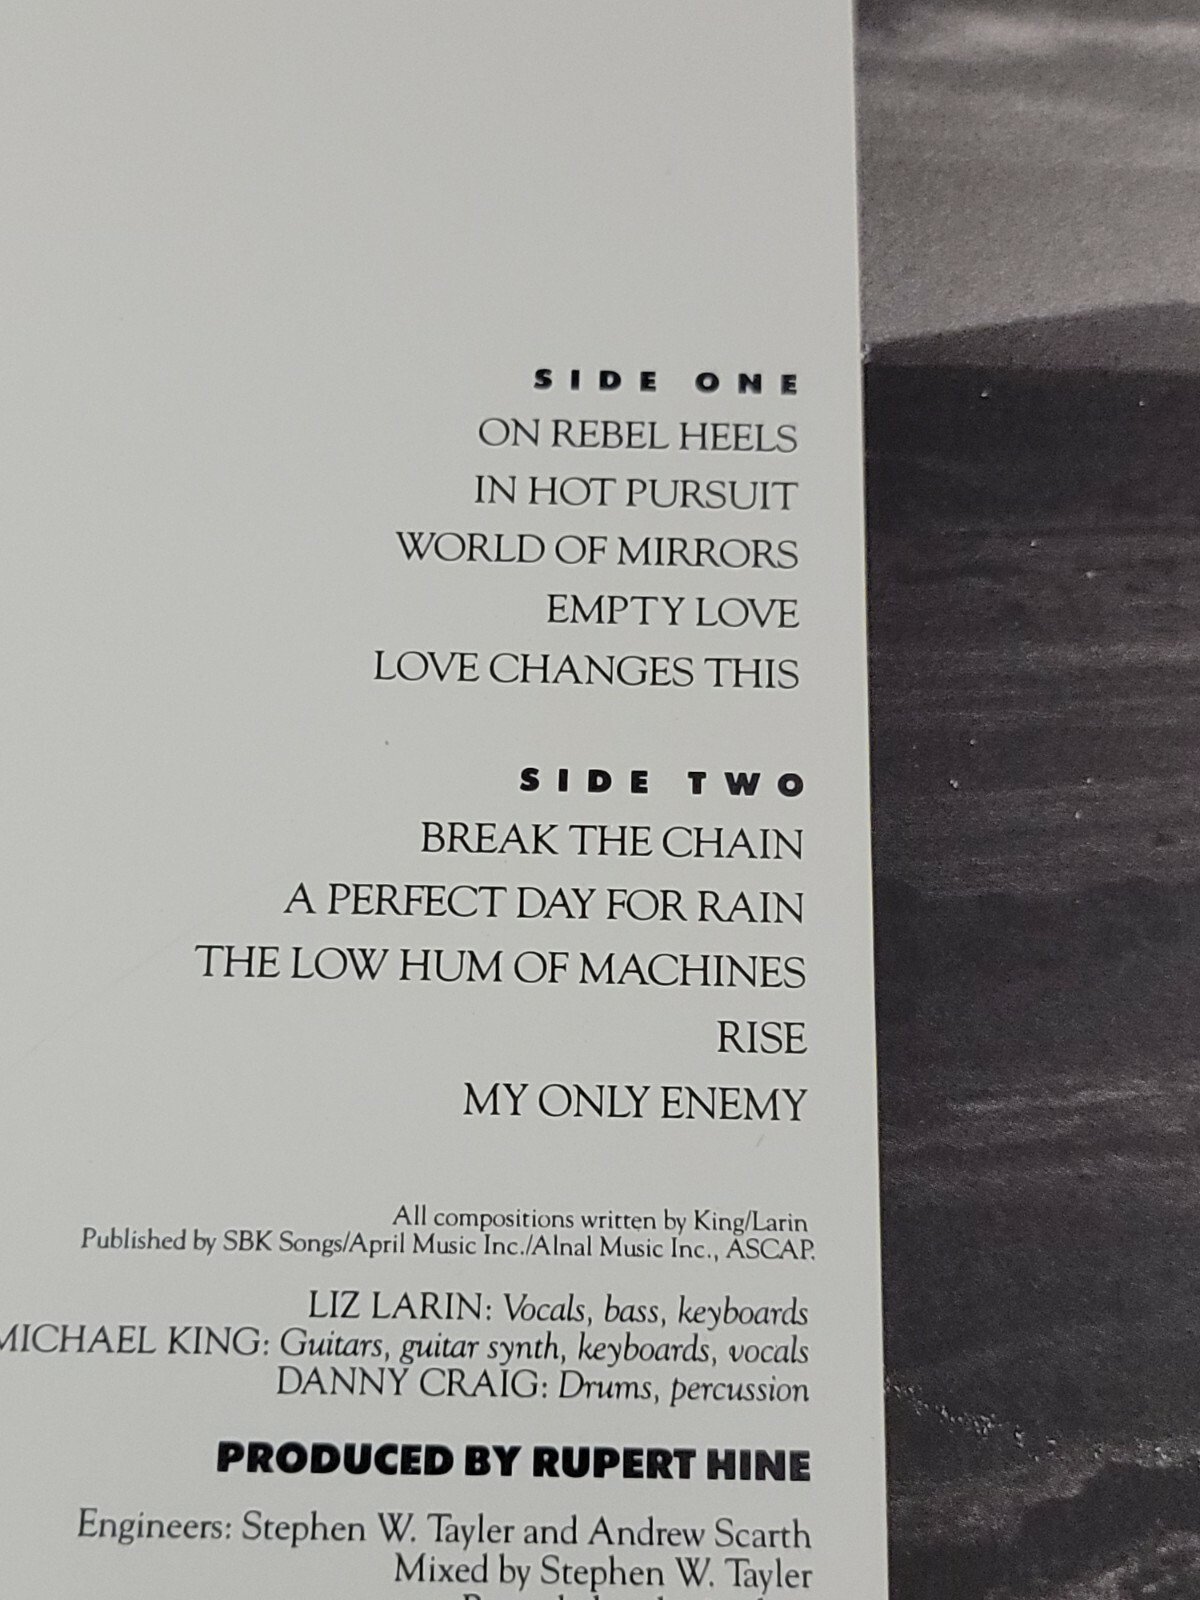 SIDE ONE
ON REBEL HEELS
IN HOT PURSUIT
WORLD OF MIRRORS
EMPTY LOVE
LOVE CHANGES THIS
SIDE TWO
BREAK THE CHAIN
A PERFECT DAY FOR RAIN
THE LOW HUM OF MACHINES
RISE
MY ONLY ENEMY
All compositions written by King/Larin
Published by SBK Songs/April Music Inc./Alnal Music Inc., ASCAP.
LIZ LARIN: Vocals, bass, keyboards
MICHAEL KING: Guitars, guitar synth, keyboards, vocals
DANNY CRAIG: Drums, percussion
PRODUCED BY RUPERT HINE
Engineers: Stephen W. Tayler and Andrew Scarth
Mixed by Stephen W. Tayler